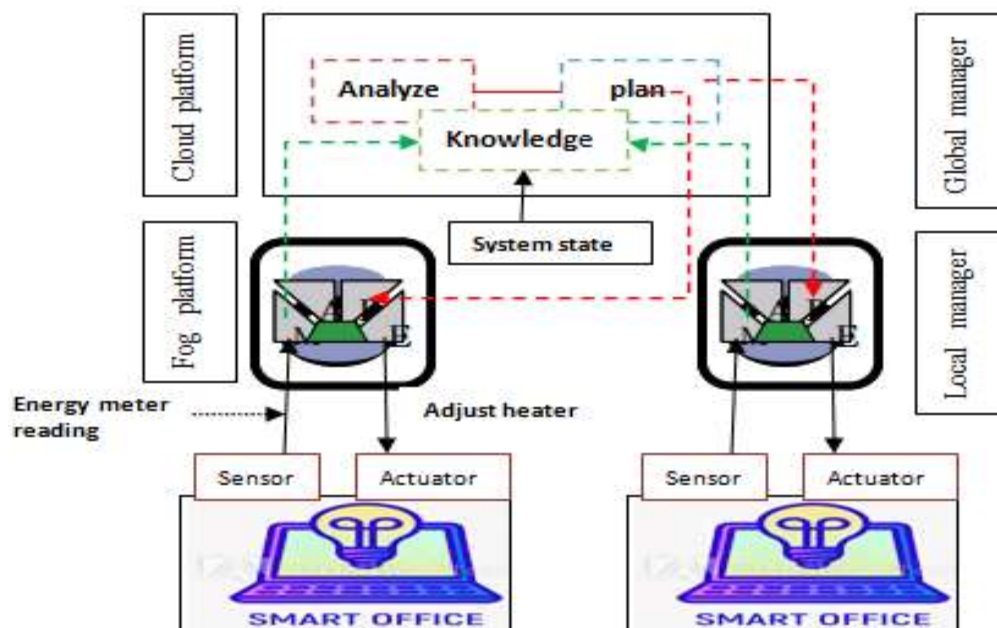 Cloud platform
Analyze
plan
Knowledge
Global manager
System state
Fog platform
A P
M E
A P
M E
Local manager
Energy meter
reading
Adjust heater
Sensor
Actuator
Sensor
Actuator
SMART OFFICE
SMART OFFICE